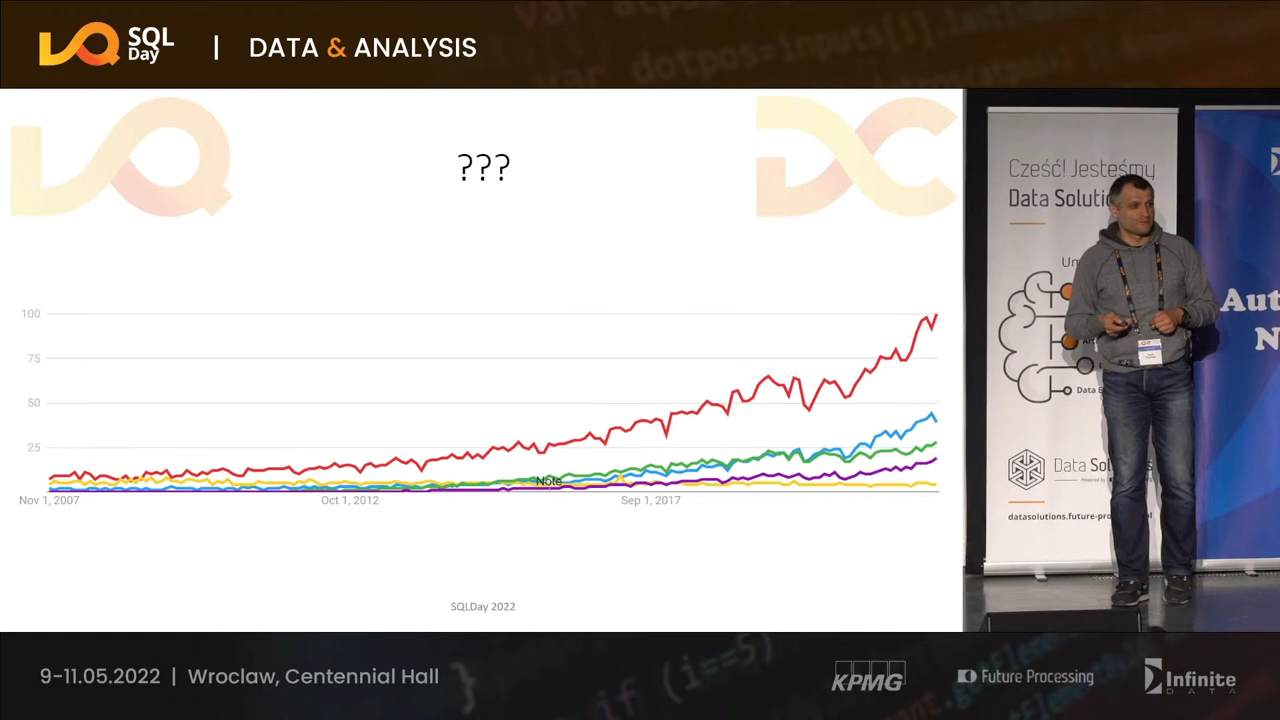 SQL
Day
| DATA & ANALYSIS
???
100
75
50
25
Note
Nov 1, 2007
Oct 1, 2012
Sep 1, 2017
SQLDay 2022
Cześć! Jesteśmy
Data
Data
datasolutions.future-pro
Aut
N
9-11.05.2022 | Wroclaw, Centennial Hall
KPMG
Future Processing
Infinite
DATA